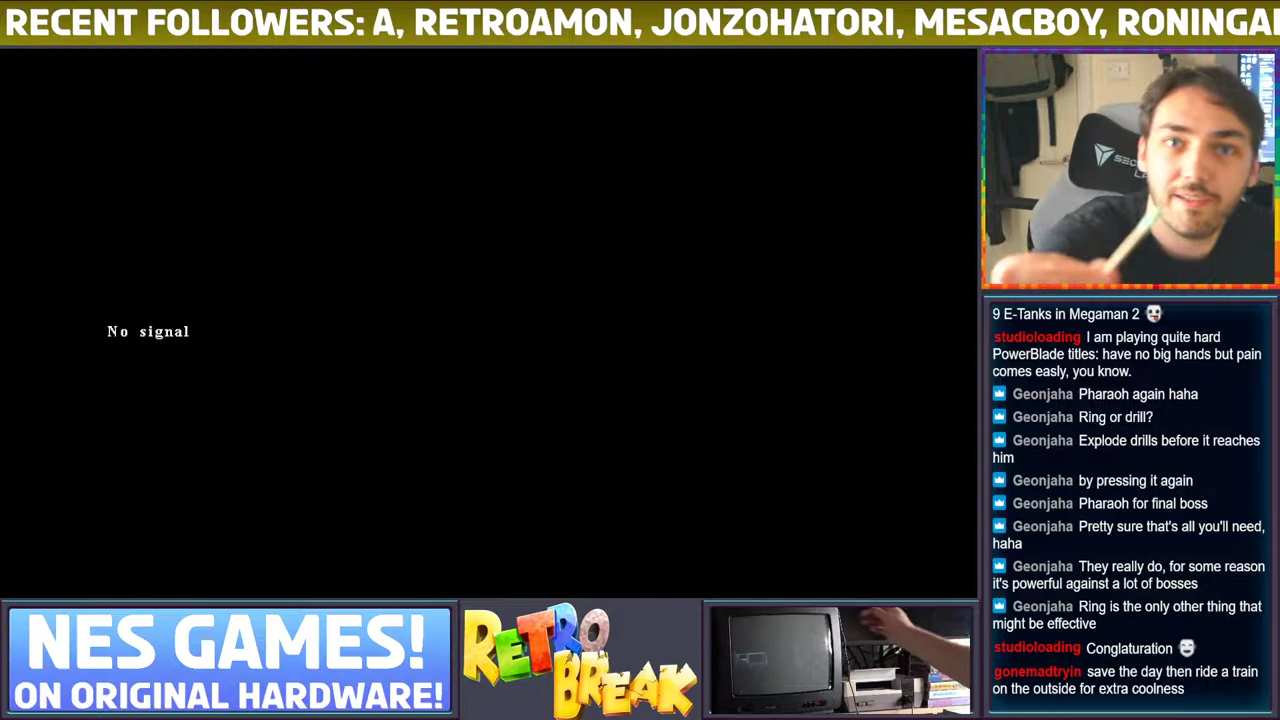 RECENT FOLLOWERS: A, RETROAMON, JONZOHATORI, MESACBOY,
No signal
9 E-Tanks in Megaman 2
studioloading I am playing quite hard
PowerBlade titles: have no big hands but pain
comes easly, you know.
Geonjaha Pharaoh again haha
Geonjaha Ring or drill?
Geonjaha Explode drills before it reaches
him
Geonjaha by pressing it again
Geonjaha Pharaoh for final boss
Geonjaha Pretty sure that's all you'll need,
haha
Geonjaha They really do, for some reason
it's powerful against a lot of bosses
Geonjaha Ring is the only other thing that
might be effective
studioloading Conglaturation
gonemadtryin save the day then ride a train
on the outside for extra coolness
NES GAMES!
ON ORIGINAL HARDWARE!
RETRO
BREAK